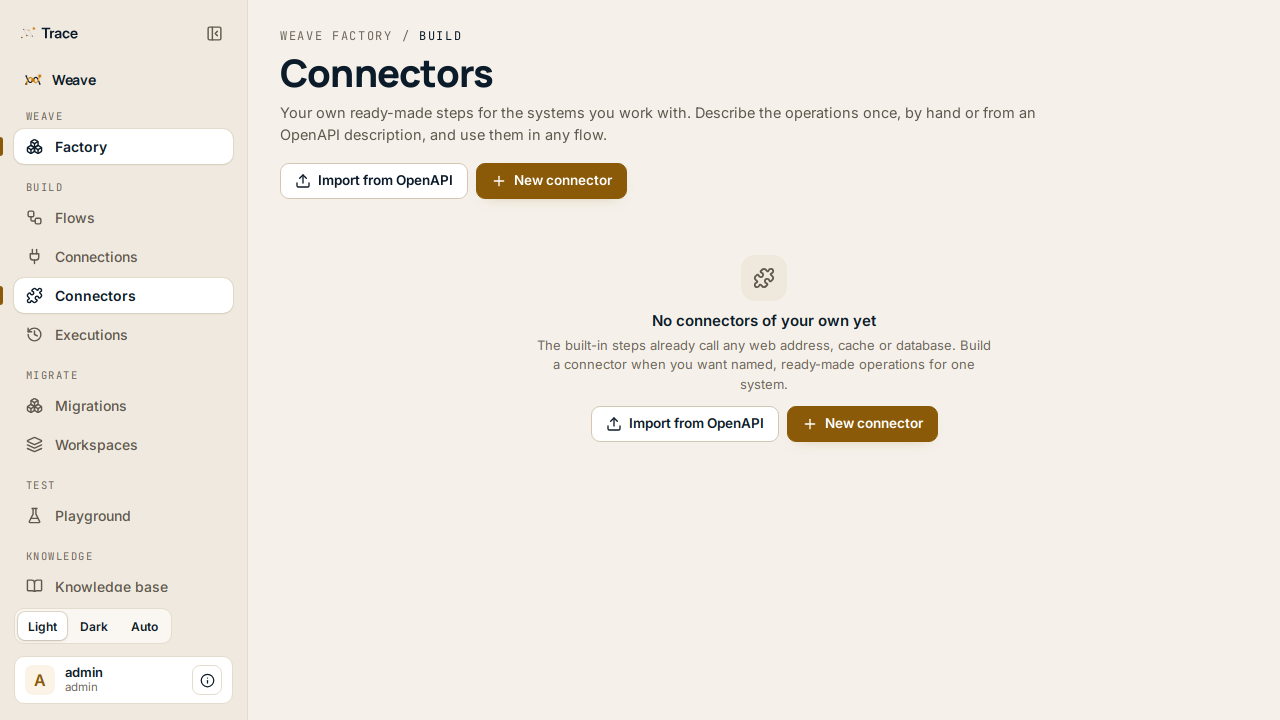 Trace
Weave
WEAVE
Factory
BUILD
Flows
Connections
Connectors
Executions
MIGRATE
Migrations
Workspaces
TEST
Playground
KNOWLEDGE
Knowledge base
Light Dark Auto
A
admin
admin
WEAVE FACTORY / BUILD
Connectors
Your own ready-made steps for the systems you work with. Describe the operations once, by hand or from an
OpenAPI description, and use them in any flow.
Import from OpenAPI
New connector
No connectors of your own yet
The built-in steps already call any web address, cache or database. Build
a connector when you want named, ready-made operations for one
system.
Import from OpenAPI
New connector